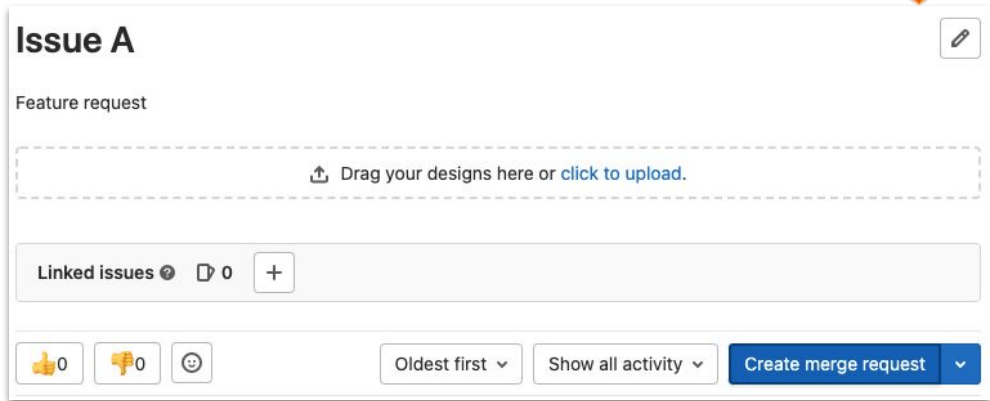 Issue A
Feature request
Drag your designs here or click to upload.
Linked issues 0
0 0 Oldest first Show all activity Create merge request